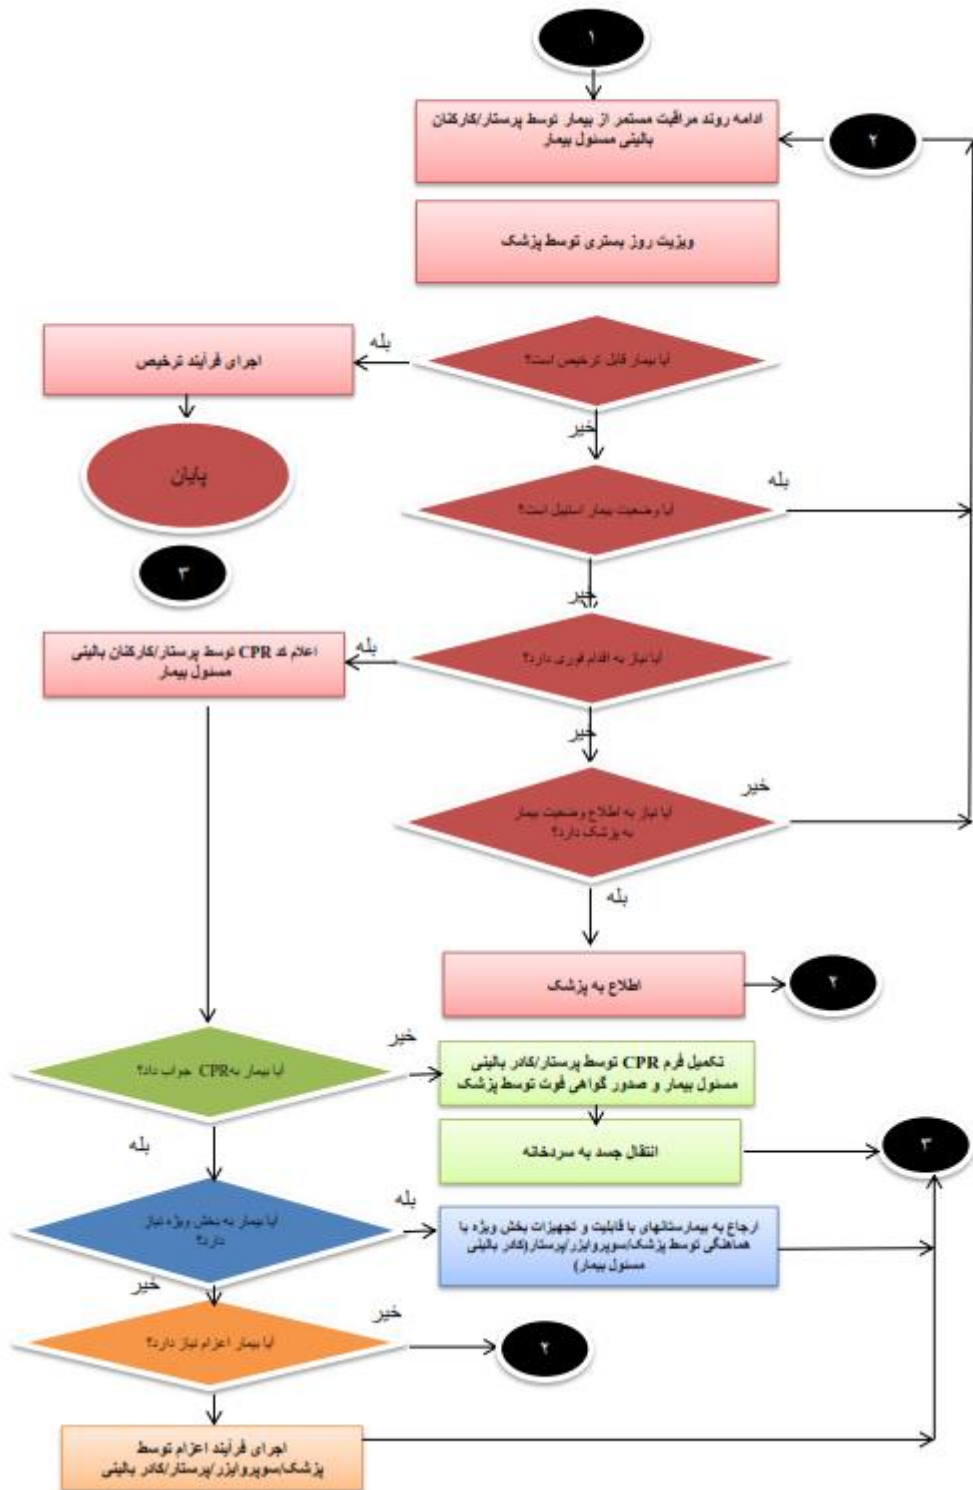 ۱
ادامه روند مراقبت مستمر از بیمار توسط پرستار/کارکنان
بالینی مسئول بیمار
۲
ویزیت روز بستری توسط پزشک
آیا بیمار قابل ترخیص است؟
بله
اجرای فرآیند ترخیص
خیر
پایان
آیا وضعیت بیمار استیبل است؟
بله
۳
خیر
آیا نیاز به اقدام فوری دارد؟
بله
اعلام کد CPR توسط پرستار/کارکنان بالینی
مسئول بیمار
خیر
آیا نیاز به اطلاع وضعیت بیمار
به پزشک دارد؟
خیر
بله
اطلاع به پزشک
۲
آیا بیمار به CPR جواب داد؟
خیر
تکمیل فرم CPR توسط پرستار/کادر بالینی
مسئول بیمار و صدور گواهی فوت توسط پزشک
بله
انتقال جسد به سردخانه
۳
آیا بیمار به بخش ویژه نیاز
دارد؟
بله
ارجاع به بیمارستانهای با قابلیت و تجهیزات بخش ویژه با
هماهنگی توسط پزشک/سوپروایزر/پرستار(کادر بالینی
مسئول بیمار)
خیر
آیا بیمار اعزام نیاز دارد؟
خیر
۲
اجرای فرآیند اعزام توسط
پزشک/سوپروایزر/پرستار/کادر بالینی